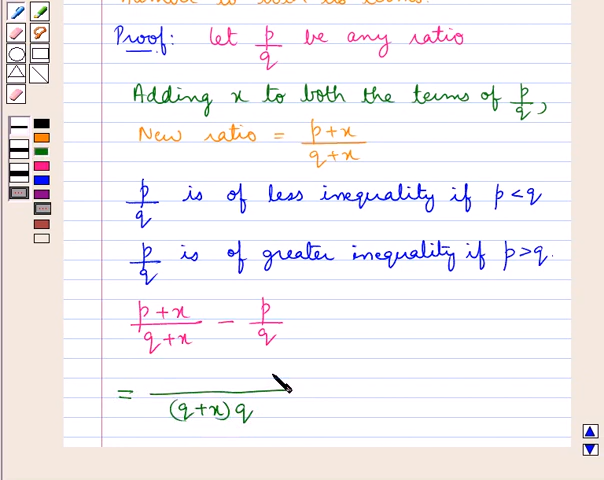 Proof: Let p/q be any ratio
Adding x to both the terms of p/q,
New ratio = p+x/q+x
p/q is of less inequality if p<q
p/q is of greater inequality if p>q.
p+x/q+x − p/q
= /(q+x)q